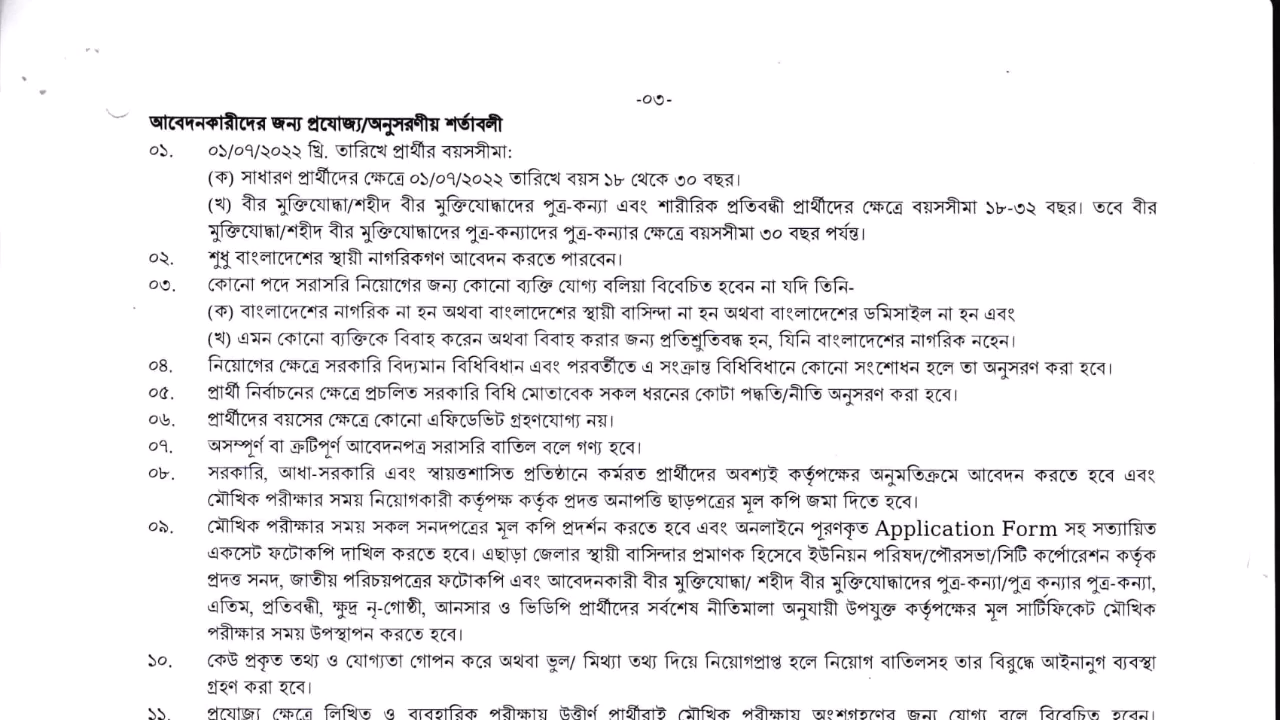 -০৩-
আবেদনকারীদের জন্য প্রযোজ্য/অনুসরণীয় শর্তাবলী
০১. ০১/০৭/২০২২ খ্রি. তারিখে প্রার্থীর বয়সসীমা:
(ক) সাধারণ প্রার্থীদের ক্ষেত্রে ০১/০৭/২০২২ তারিখে বয়স ১৮ থেকে ৩০ বছর।
(খ) বীর মুক্তিযোদ্ধা/শহীদ বীর মুক্তিযোদ্ধাদের পুত্র-কন্যা এবং শারীরিক প্রতিবন্ধী প্রার্থীদের ক্ষেত্রে বয়সসীমা ১৮-৩২ বছর। তবে বীর
মুক্তিযোদ্ধা/শহীদ বীর মুক্তিযোদ্ধাদের পুত্র-কন্যাদের পুত্র-কন্যার ক্ষেত্রে বয়সসীমা ৩০ বছর পর্যন্ত।
০২. শুধু বাংলাদেশের স্থায়ী নাগরিকগণ আবেদন করতে পারবেন।
০৩. কোনো পদে সরাসরি নিয়োগের জন্য কোনো ব্যক্তি যোগ্য বলিয়া বিবেচিত হবেন না যদি তিনি-
(ক) বাংলাদেশের নাগরিক না হন অথবা বাংলাদেশের স্থায়ী বাসিন্দা না হন অথবা বাংলাদেশের ডমিসাইল না হন এবং
(খ) এমন কোনো ব্যক্তিকে বিবাহ করেন অথবা বিবাহ করার জন্য প্রতিশ্রুতিবদ্ধ হন, যিনি বাংলাদেশের নাগরিক নহেন।
০৪. নিয়োগের ক্ষেত্রে সরকারি বিদ্যমান বিধিবিধান এবং পরবর্তীতে এ সংক্রান্ত বিধিবিধানে কোনো সংশোধন হলে তা অনুসরণ করা হবে।
০৫. প্রার্থী নির্বাচনের ক্ষেত্রে প্রচলিত সরকারি বিধি মোতাবেক সকল ধরনের কোটা পদ্ধতি/নীতি অনুসরণ করা হবে।
০৬. প্রার্থীদের বয়সের ক্ষেত্রে কোনো এফিডেভিট গ্রহণযোগ্য নয়।
০৭. অসম্পূর্ণ বা ত্রুটিপূর্ণ আবেদনপত্র সরাসরি বাতিল বলে গণ্য হবে।
০৮. সরকারি, আধা-সরকারি এবং স্বায়ত্তশাসিত প্রতিষ্ঠানে কর্মরত প্রার্থীদের অবশ্যই কর্তৃপক্ষের অনুমতিক্রমে আবেদন করতে হবে এবং
মৌখিক পরীক্ষার সময় নিয়োগকারী কর্তৃপক্ষ কর্তৃক প্রদত্ত অনাপত্তি ছাড়পত্রের মূল কপি জমা দিতে হবে।
০৯. মৌখিক পরীক্ষার সময় সকল সনদপত্রের মূল কপি প্রদর্শন করতে হবে এবং অনলাইনে পূরণকৃত Application Form সহ সত্যায়িত
একসেট ফটোকপি দাখিল করতে হবে। এছাড়া জেলার স্থায়ী বাসিন্দার প্রমাণক হিসেবে ইউনিয়ন পরিষদ/পৌরসভা/সিটি কর্পোরেশন কর্তৃক
প্রদত্ত সনদ, জাতীয় পরিচয়পত্রের ফটোকপি এবং আবেদনকারী বীর মুক্তিযোদ্ধা/ শহীদ বীর মুক্তিযোদ্ধাদের পুত্র-কন্যা/পুত্র কন্যার পুত্র-কন্যা,
এতিম, প্রতিবন্ধী, ক্ষুদ্র নৃ-গোষ্ঠী, আনসার ও ভিডিপি প্রার্থীদের সর্বশেষ নীতিমালা অনুযায়ী উপযুক্ত কর্তৃপক্ষের মূল সার্টিফিকেট মৌখিক
পরীক্ষার সময় উপস্থাপন করতে হবে।
১০. কেউ প্রকৃত তথ্য ও যোগ্যতা গোপন করে অথবা ভুল/ মিথ্যা তথ্য দিয়ে নিয়োগপ্রাপ্ত হলে নিয়োগ বাতিলসহ তার বিরুদ্ধে আইনানুগ ব্যবস্থা
গ্রহণ করা হবে।
১১. প্রযোজ্য ক্ষেত্রে লিখিত ও ব্যবহারিক পরীক্ষায় উত্তীর্ণ প্রার্থীরাই মৌখিক পরীক্ষায় অংশগ্রহণের জন্য যোগ্য বলে বিবেচিত হবেন।